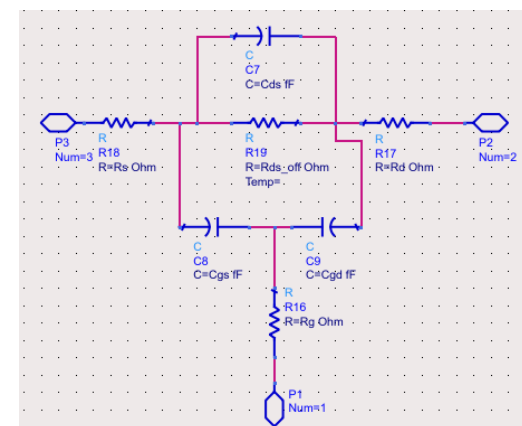 C
C7
C=Cds fF
P3
Num=3
R
R18
R=Rs Ohm
R
R19
R=Rds_off Ohm
Temp=
R
R17
R=Rd Ohm
P2
Num=2
C
C8
C=Cgs fF
C
C9
C=Cgd fF
R
R16
R=Rg Ohm
P1
Num=1